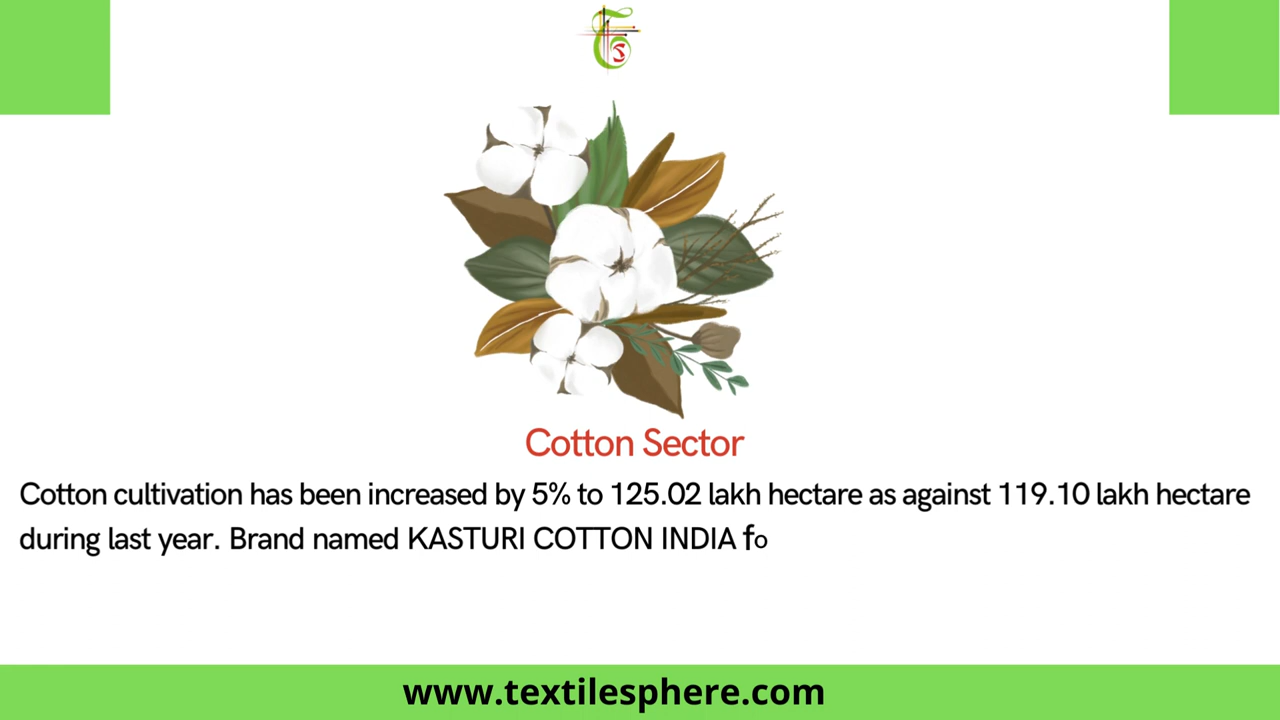 Cotton Sector
Cotton cultivation has been increased by 5% to 125.02 lakh hectare as against 119.10 lakh hectare
during last year. Brand named KASTURI COTTON INDIA fo
www.textilesphere.com